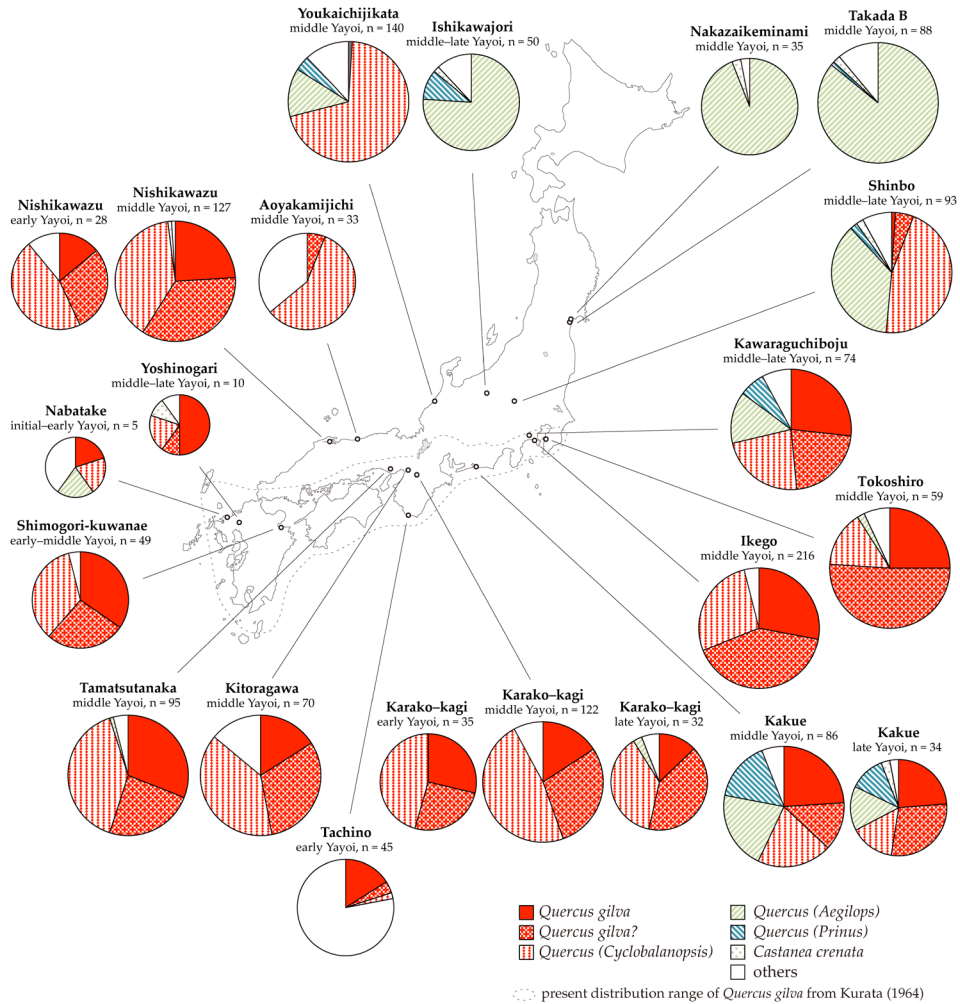 Youkaichijikata
middle Yayoi, n = 140
Ishikawajori
middle–late Yayoi, n = 50
Nakazaikeminami
middle Yayoi, n = 35
Takada B
middle Yayoi, n = 88
Nishikawazu
early Yayoi, n = 28
Nishikawazu
middle Yayoi, n = 127
Aoyakamijichi
middle Yayoi, n = 33
Shinbo
middle–late Yayoi, n = 93
Yoshinogari
middle–late Yayoi, n = 10
Nabatake
initial–early Yayoi, n = 5
Kawaraguchiboju
middle–late Yayoi, n = 74
Shimogori-kuwanae
early–middle Yayoi, n = 49
Tokoshiro
middle Yayoi, n = 59
Ikego
middle Yayoi, n = 216
Tamatsutanaka
middle Yayoi, n = 95
Kitoragawa
middle Yayoi, n = 70
Karako–kagi
early Yayoi, n = 35
Karako–kagi
middle Yayoi, n = 122
Karako–kagi
late Yayoi, n = 32
Kakue
middle Yayoi, n = 86
Kakue
late Yayoi, n = 34
Tachino
early Yayoi, n = 45
Quercus gilva
Quercus gilva?
Quercus (Cyclobalanopsis)
Quercus (Aegilops)
Quercus (Prinus)
Castanea crenata
others
present distribution range of Quercus gilva from Kurata (1964)